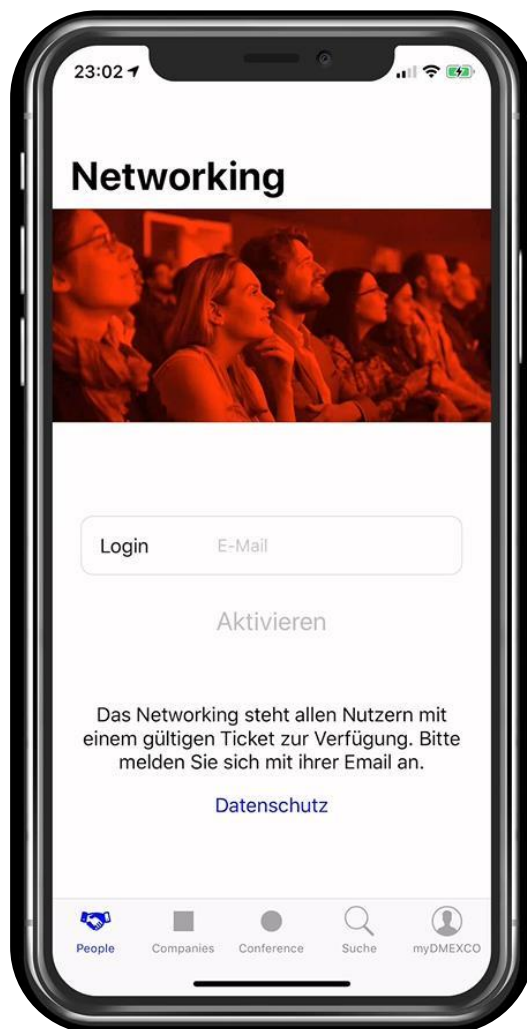 23:02
Networking
Login E-Mail
Aktivieren
Das Networking steht allen Nutzern mit
einem gültigen Ticket zur Verfügung. Bitte
melden Sie sich mit ihrer Email an.
Datenschutz
People Companies Conference Suche myDMEXCO